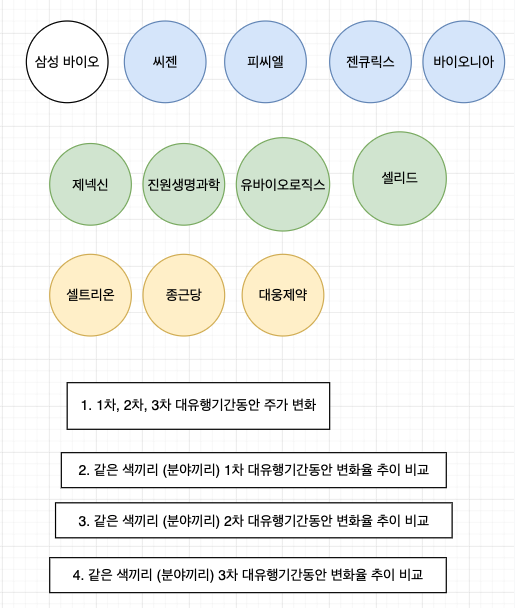 삼성 바이오
씨젠
피씨엘
젠큐릭스
바이오니아
제넥신
진원생명과학
유바이오로직스
셀리드
셀트리온
종근당
대웅제약
1. 1차, 2차, 3차 대유행기간동안 주가 변화
2. 같은 색끼리 (분야끼리) 1차 대유행기간동안 변화율 추이 비교
3. 같은 색끼리 (분야끼리) 2차 대유행기간동안 변화율 추이 비교
4. 같은 색끼리 (분야끼리) 3차 대유행기간동안 변화율 추이 비교